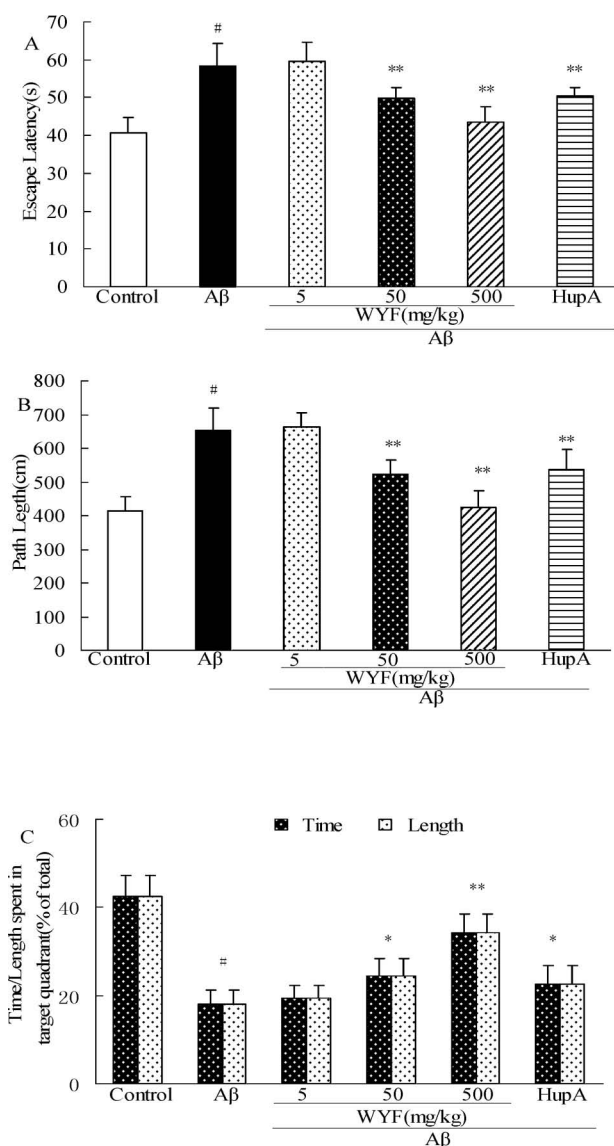 A
70
60
50
40
30
20
10
0
Escape Latency(s)
#
**
**
**
Control
Aβ
5
50
500
HupA
WYF(mg/kg)
Aβ
B
800
700
600
500
400
300
200
100
0
Path Legth(cm)
#
**
**
**
Control
Aβ
5
50
500
HupA
WYF(mg/kg)
Aβ
C
60
40
20
0
Time/Length spent in
target quadrant(% of total)
Time
Length
#
*
**
*
Control
Aβ
5
50
500
HupA
WYF(mg/kg)
Aβ